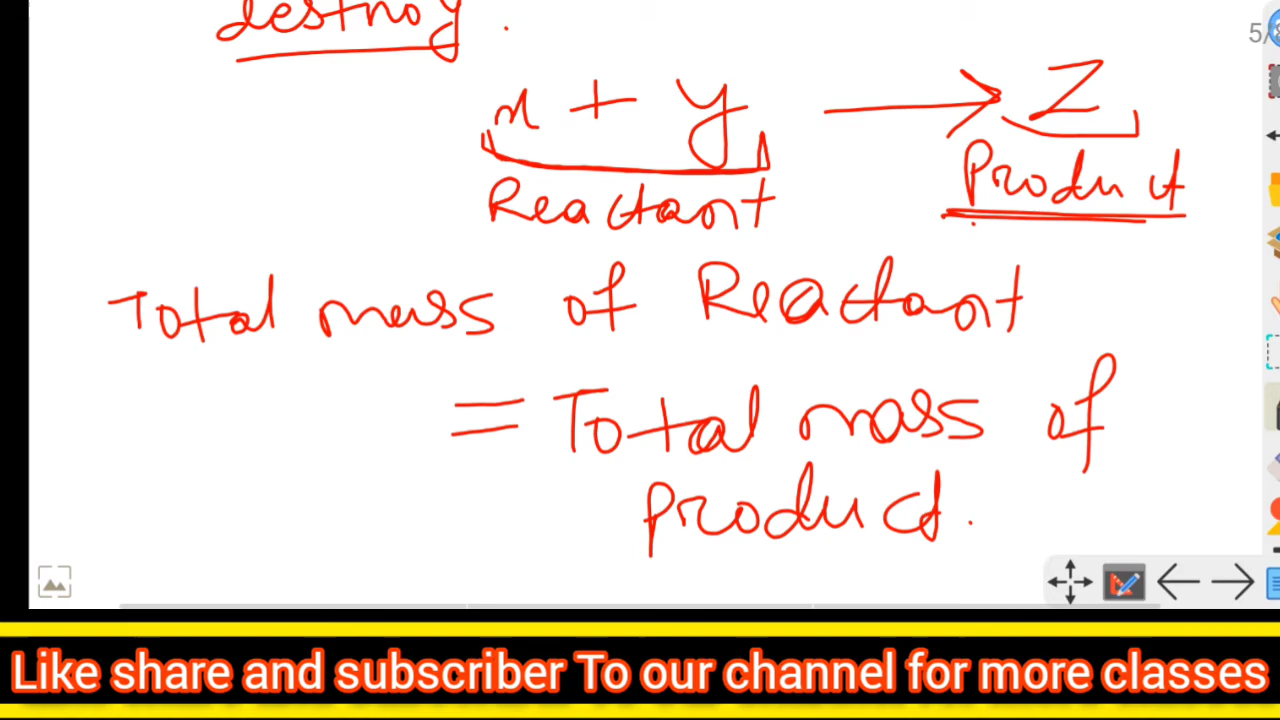 destroy.
x + y → Z
Reactant Product
Total mass of Reactant
= Total mass of
product.
Like share and subscriber To our channel for more classes